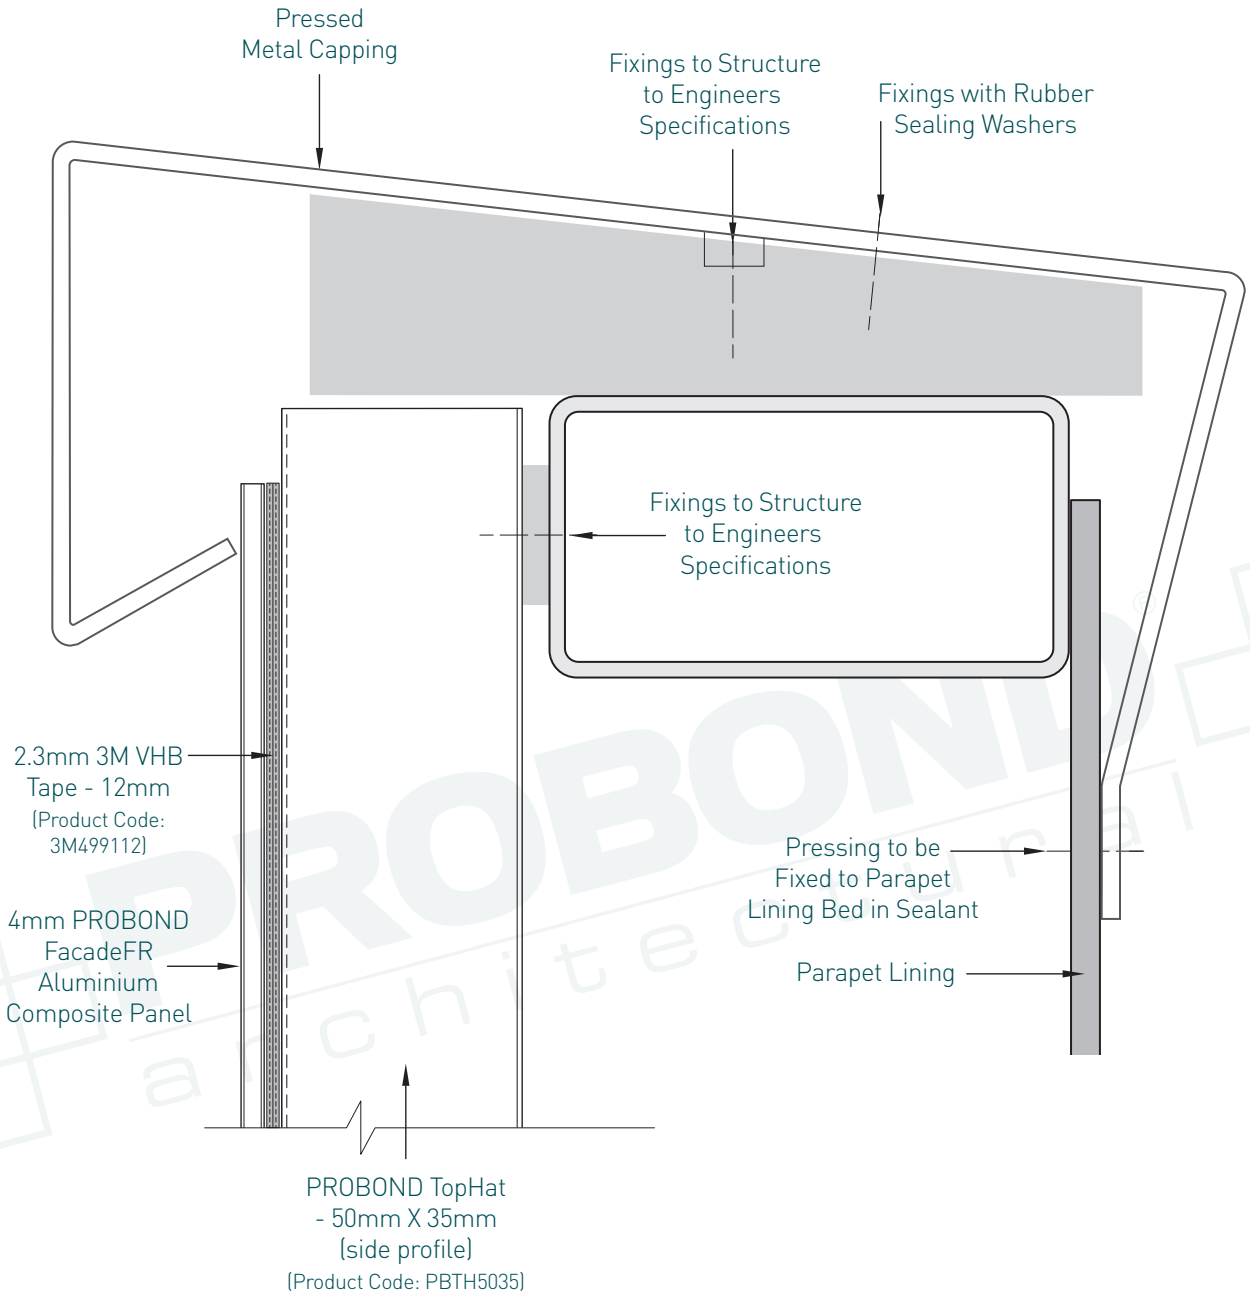 Pressed
Metal Capping
Fixings to Structure
to Engineers
Specifications
Fixings with Rubber
Sealing Washers
Fixings to Structure
to Engineers
Specifications
2.3mm 3M VHB
Tape - 12mm
(Product Code:
3M499112)
4mm PROBOND
FacadeFR
Aluminium
Composite Panel
Pressing to be
Fixed to Parapet
Lining Bed in Sealant
Parapet Lining
PROBOND TopHat
- 50mm X 35mm
(side profile)
(Product Code: PBTH5035)
PROBOND®
architectural